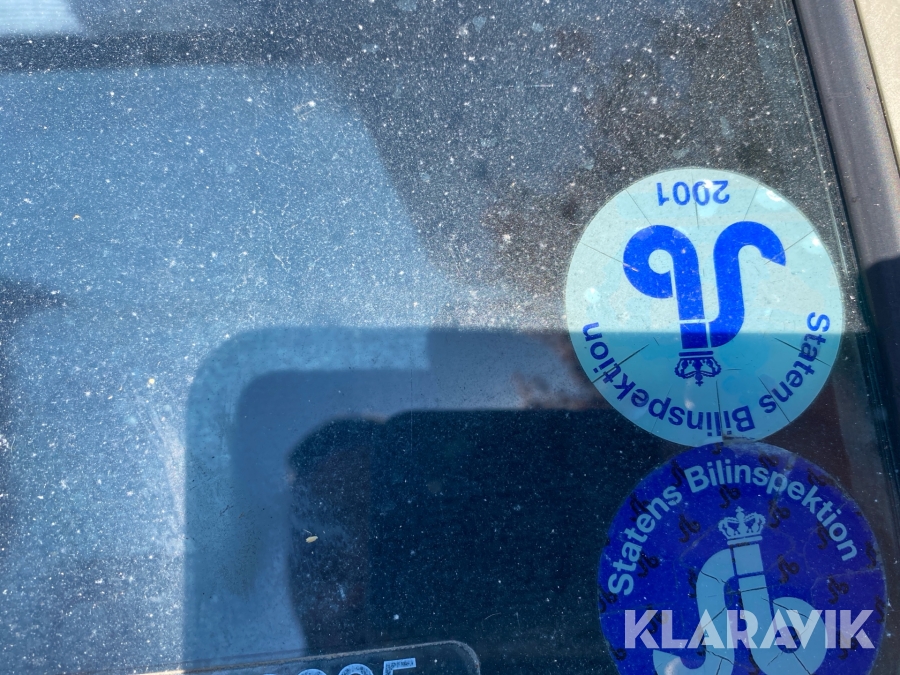 2001
Statens Bilinspektion
Statens Bilinspektion
KLARAVIK